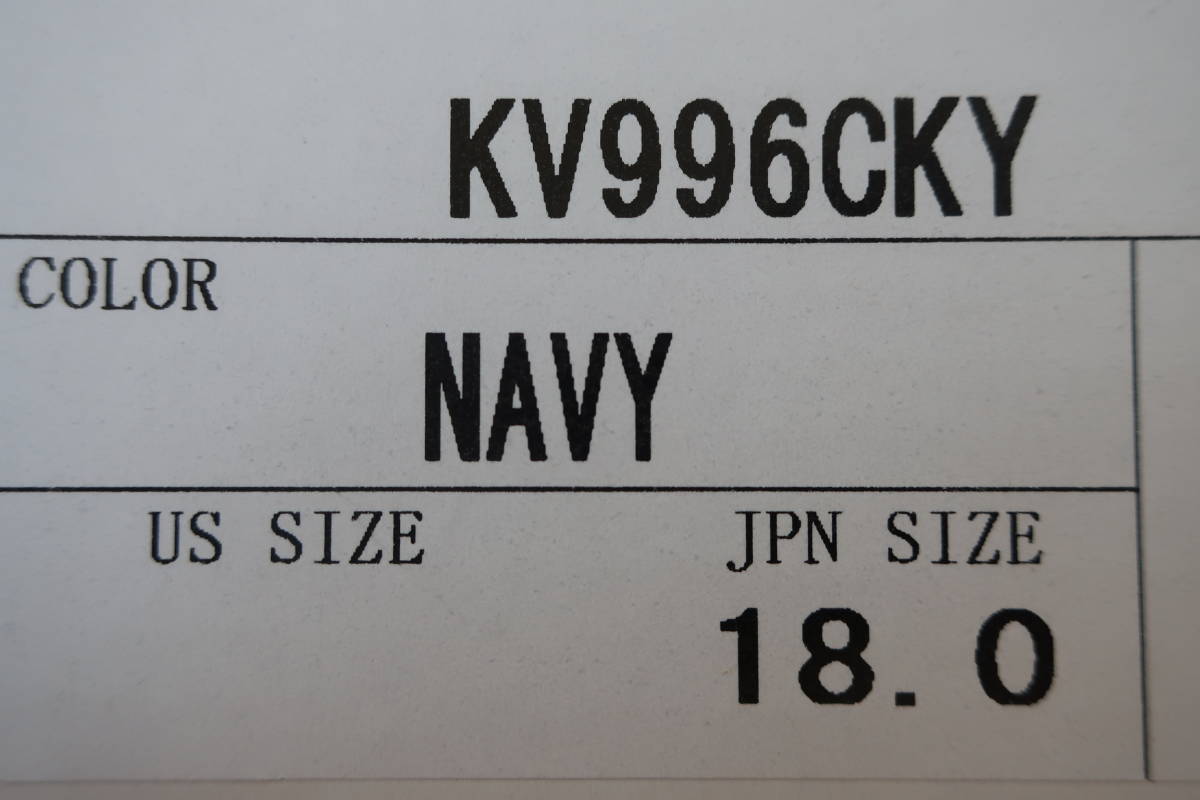 KV996CKY
COLOR
NAVY
US SIZE JPN SIZE
18.0